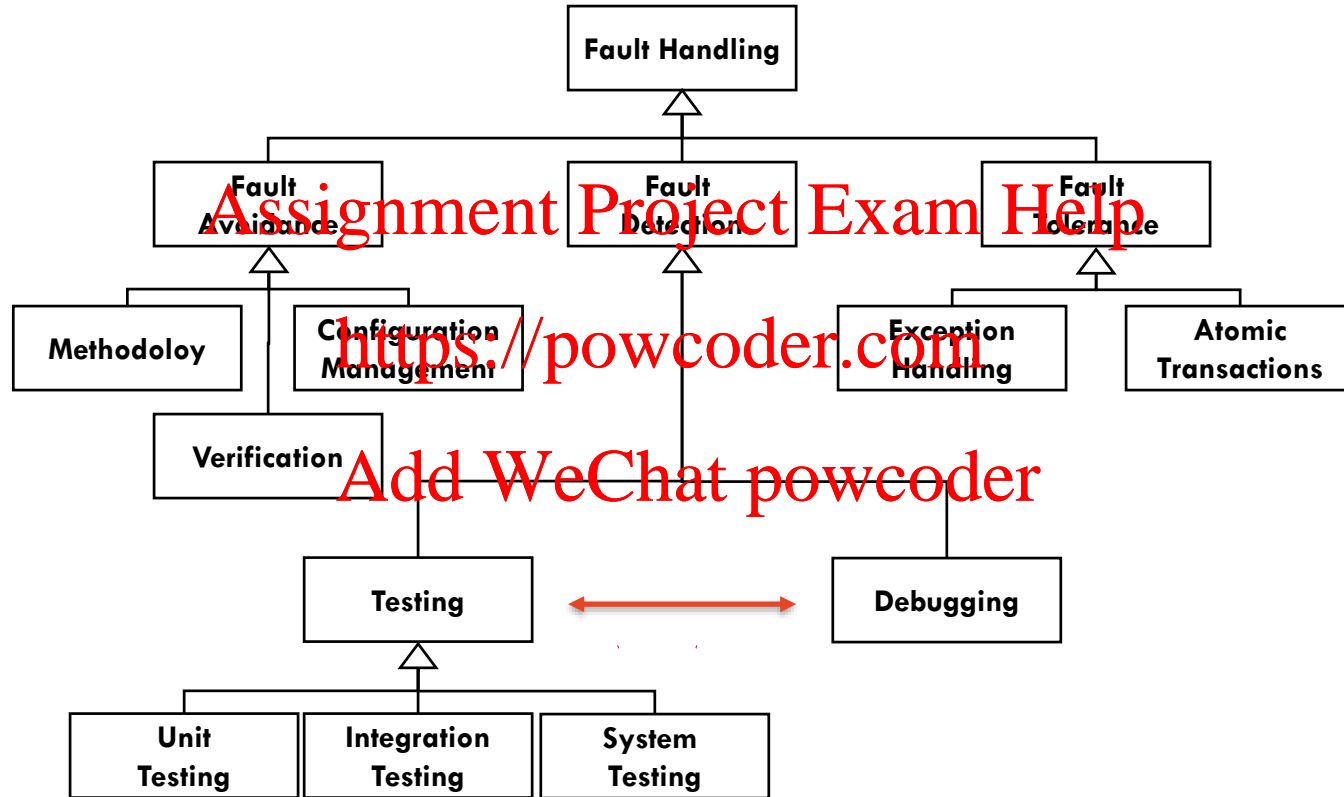 Fault Handling
Fault
Avoidance
Fault
Detection
Fault
Tolerance
Assignment Project Exam Help
Methodoloy
Configuration
Management
Exception
Handling
Atomic
Transactions
https://powcoder.com
Verification
Add WeChat powcoder
Testing
Debugging
Unit
Testing
Integration
Testing
System
Testing